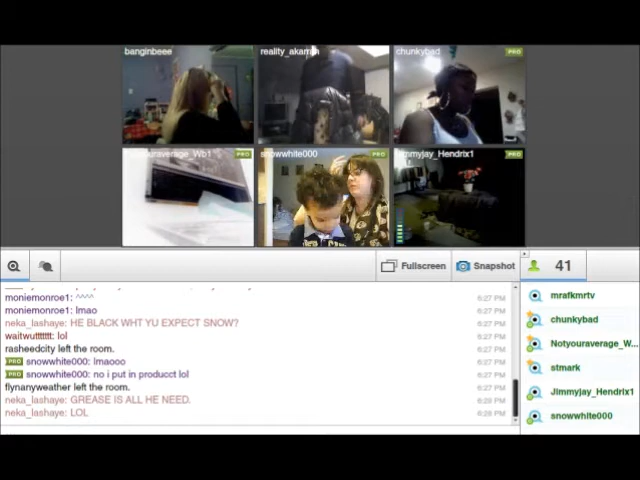 banginbeee
reality_akarrah
PRO
chunkybad
PRO
PRO
snowwhite000
PRO
Jimmyjay_Hendrix1
PRO
Fullscreen
Snapshot
41
moniemonroe1: ^^^^ 6:27 PM
moniemonroe1: lmao 6:27 PM
neka_lashaye: HE BLACK WHT YU EXPECT SNOW? 6:27 PM
waitwuttttttt: lol 6:27 PM
rasheedcity left the room. 6:27 PM
PRO snowwhite000: lmaooo 6:27 PM
PRO snowwhite000: no i put in producct lol 6:27 PM
flynanyweather left the room. 6:27 PM
neka_lashaye: GREASE IS ALL HE NEED. 6:28 PM
neka_lashaye: LOL 6:28 PM
mrafkmrtv
chunkybad
Notyouraverage_W...
stmark
Jimmyjay_Hendrix1
snowwhite000